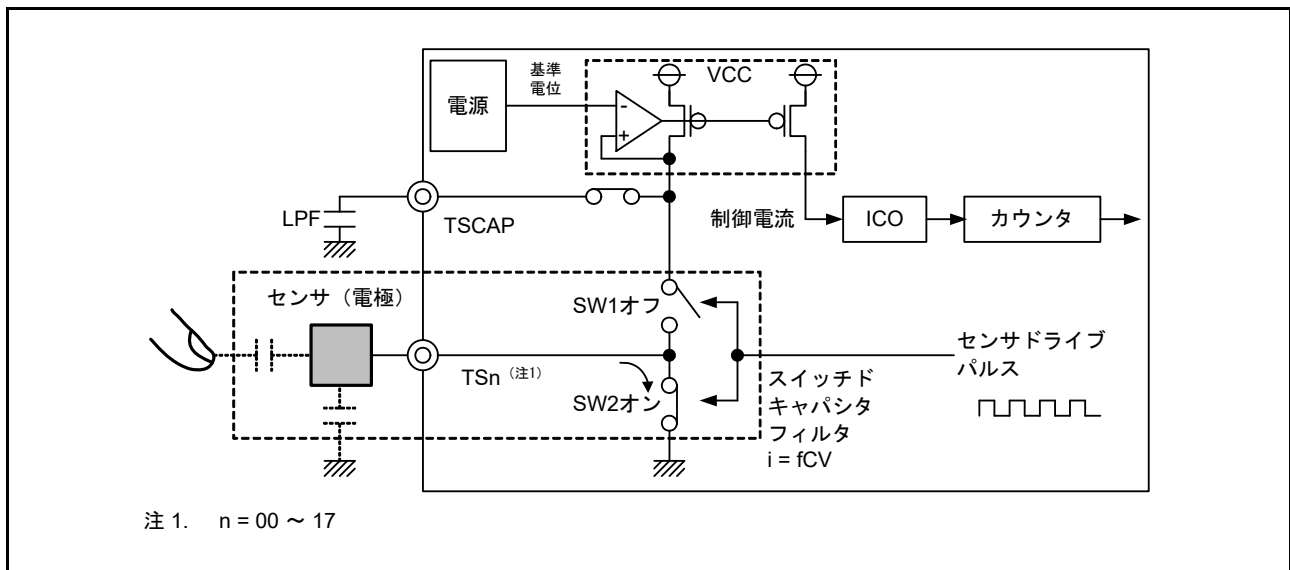 電源
基準
電位
VCC
-
+
LPF
TSCAP
制御電流
ICO
カウンタ
センサ（電極）
SW1オフ
TSn（注1）
SW2オン
スイッチド
キャパシタ
フィルタ
i = fCV
センサドライブ
パルス
注 1. n = 00 ～ 17